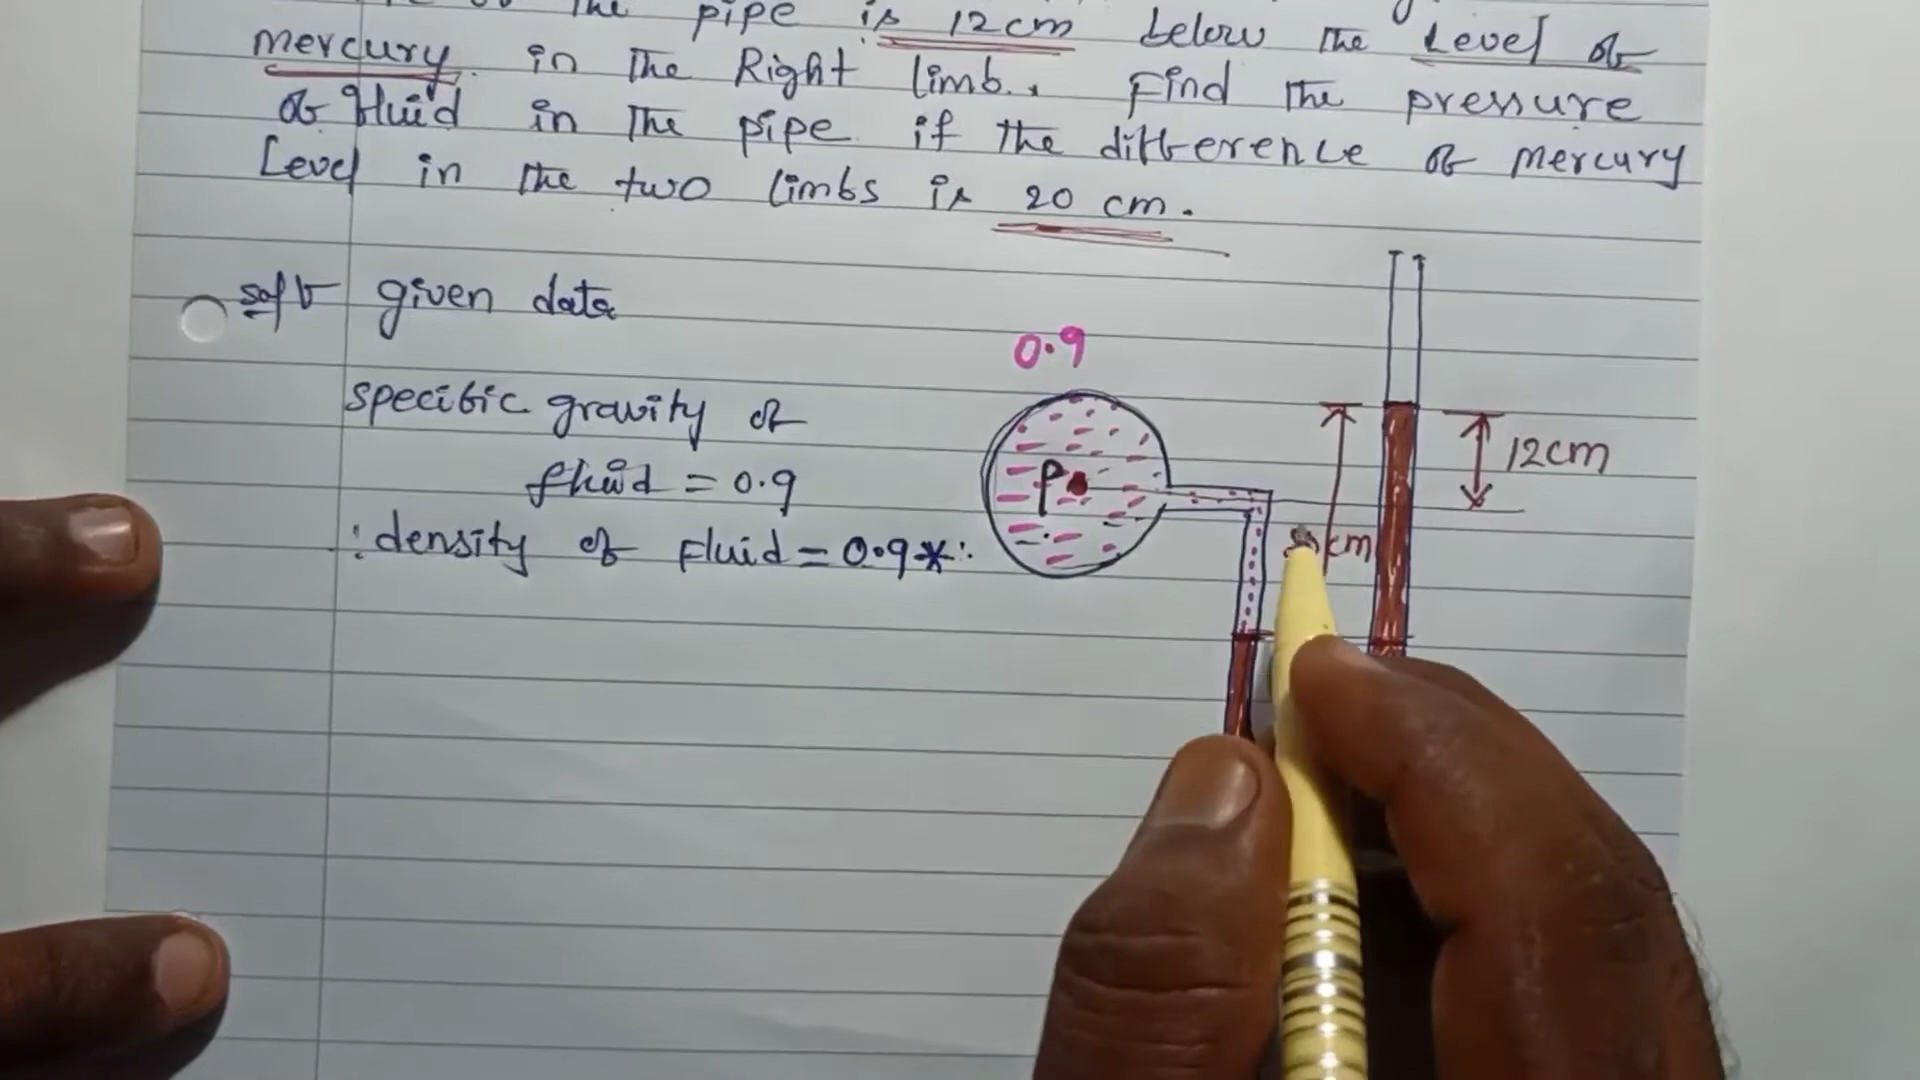 the pipe is 12cm below the Level of
mercury in the Right limb. Find the pressure
of fluid in the pipe if the difference of mercury
Level in the two limbs is 20 cm.
given data
0.9
specific gravity of
fluid = 0.9
P
12cm
cm
∴ density of fluid = 0.9*